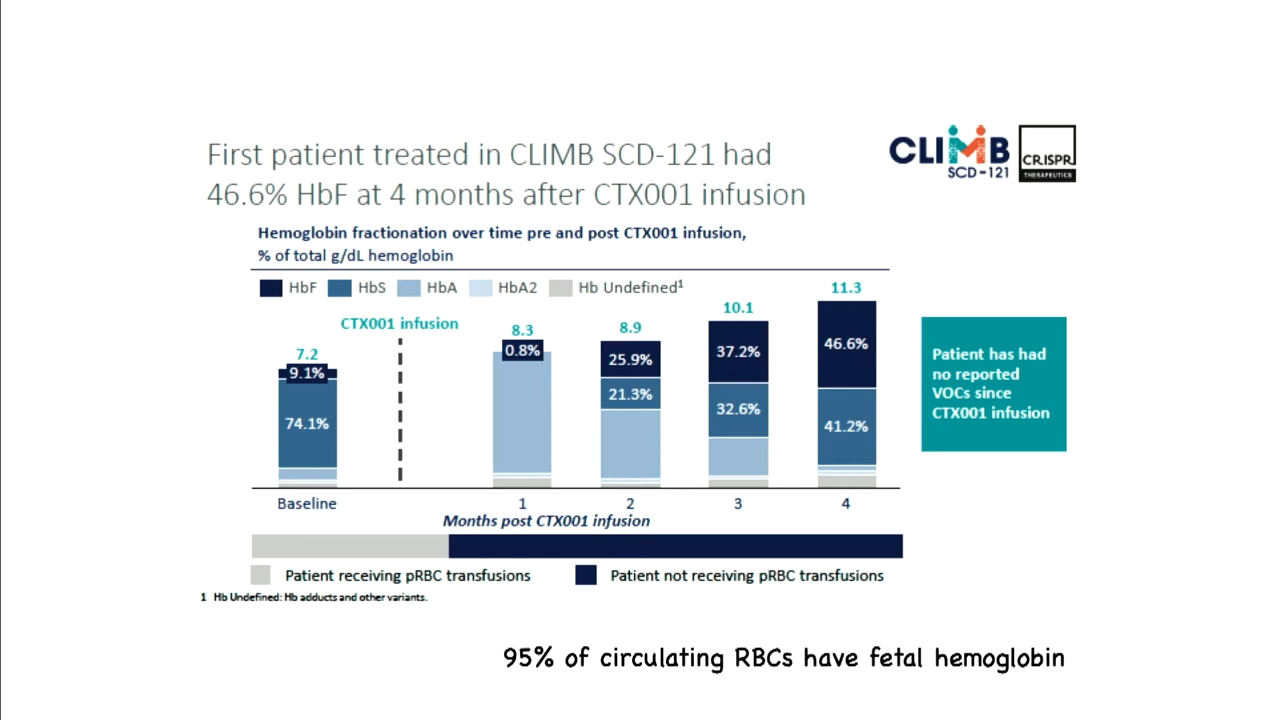 First patient treated in CLIMB SCD-121 had
46.6% HbF at 4 months after CTX001 infusion
CLIMB
SCD-121
CRISPR
THERAPEUTICS
Hemoglobin fractionation over time pre and post CTX001 infusion,
% of total g/dL hemoglobin
HbF HbS HbA HbA2 Hb Undefined¹
CTX001 infusion
7.2
9.1%
74.1%
8.3
0.8%
8.9
25.9%
21.3%
10.1
37.2%
32.6%
11.3
46.6%
41.2%
Patient has had
no reported
VOCs since
CTX001 infusion
Baseline 1 2 3 4
Months post CTX001 infusion
Patient receiving pRBC transfusions Patient not receiving pRBC transfusions
1 Hb Undefined: Hb adducts and other variants.
95% of circulating RBCs have fetal hemoglobin